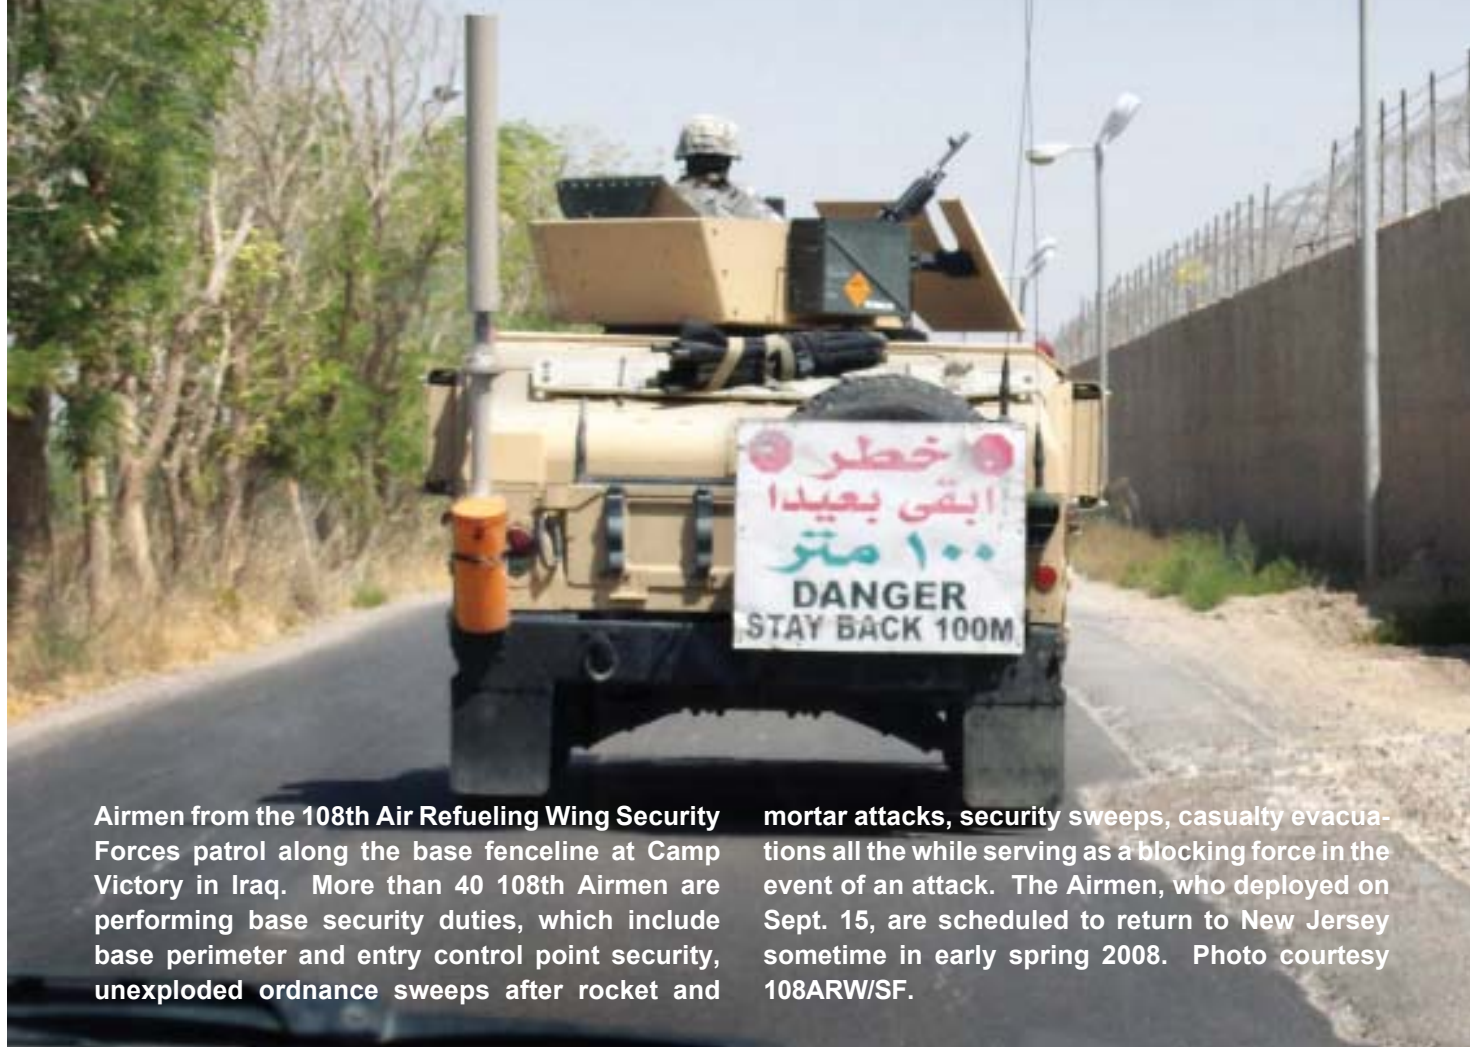 خطر
ابقى بعيدا
١٠٠ متر
DANGER
STAY BACK 100M
Airmen from the 108th Air Refueling Wing Security
Forces patrol along the base fenceline at Camp
Victory in Iraq. More than 40 108th Airmen are
performing base security duties, which include
base perimeter and entry control point security,
unexploded ordnance sweeps after rocket and
mortar attacks, security sweeps, casualty evacua-
tions all the while serving as a blocking force in the
event of an attack. The Airmen, who deployed on
Sept. 15, are scheduled to return to New Jersey
sometime in early spring 2008. Photo courtesy
108ARW/SF.